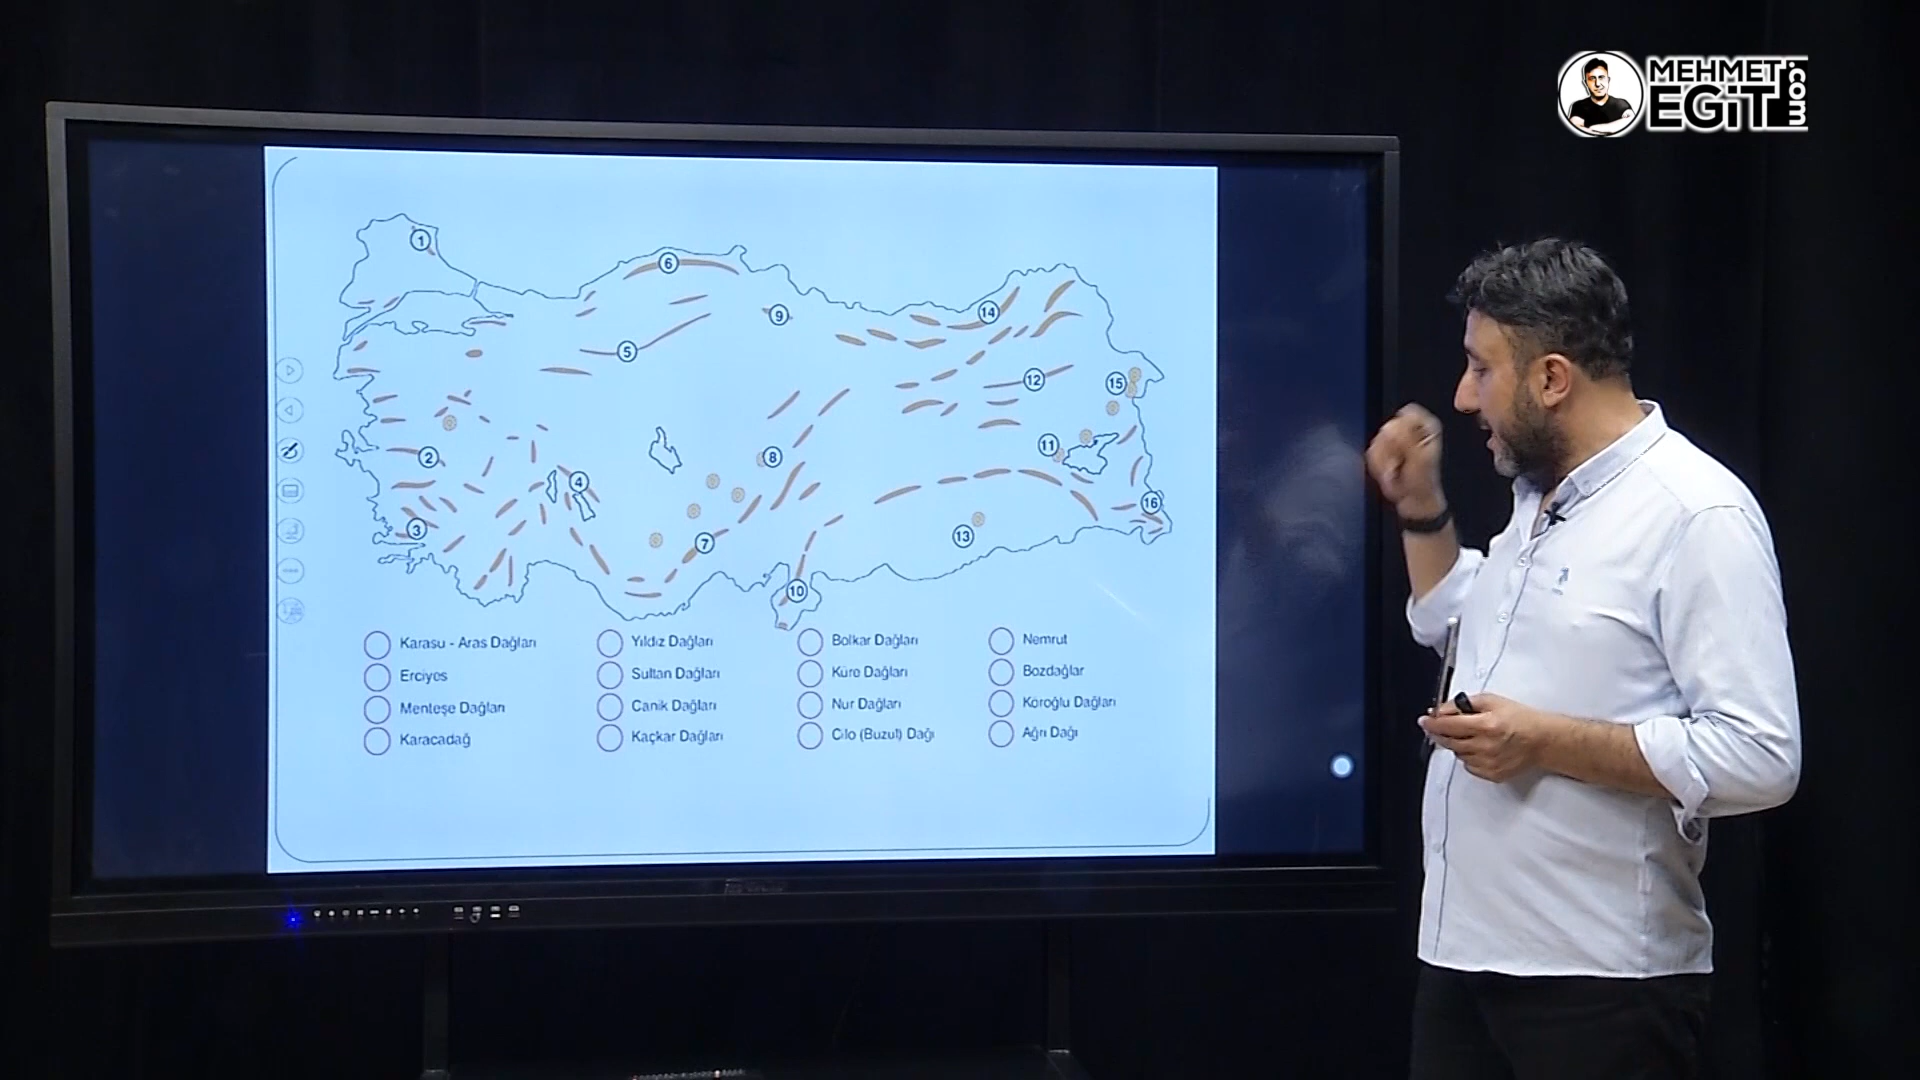 MEHMET
EGiT
.com
1
6
9
14
5
12
15
2
8
11
4
16
3
7
13
10
Karasu - Aras Dağları
Yıldız Dağları
Bolkar Dağları
Nemrut
Erciyes
Sultan Dağları
Küre Dağları
Bozdağlar
Menteşe Dağları
Canik Dağları
Nur Dağları
Köroğlu Dağları
Karacadağ
Kaçkar Dağları
Cilo (Buzul) Dağı
Ağrı Dağı